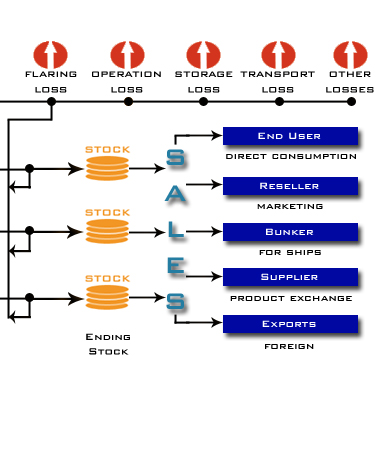 FLARING LOSS
OPERATION LOSS
STORAGE LOSS
TRANSPORT LOSS
OTHER LOSSES
STOCK
STOCK
STOCK
Ending
Stock
SALES
End User
DIRECT CONSUMPTION
Reseller
MARKETING
Bunker
FOR SHIPS
Supplier
PRODUCT EXCHANGE
Exports
FOREIGN